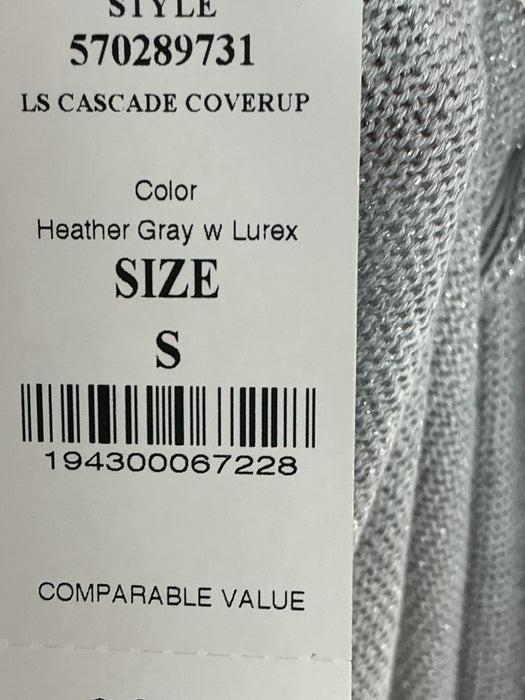 STYLE
570289731
LS CASCADE COVERUP
Color
Heather Gray w Lurex
SIZE
S
194300067228
COMPARABLE VALUE